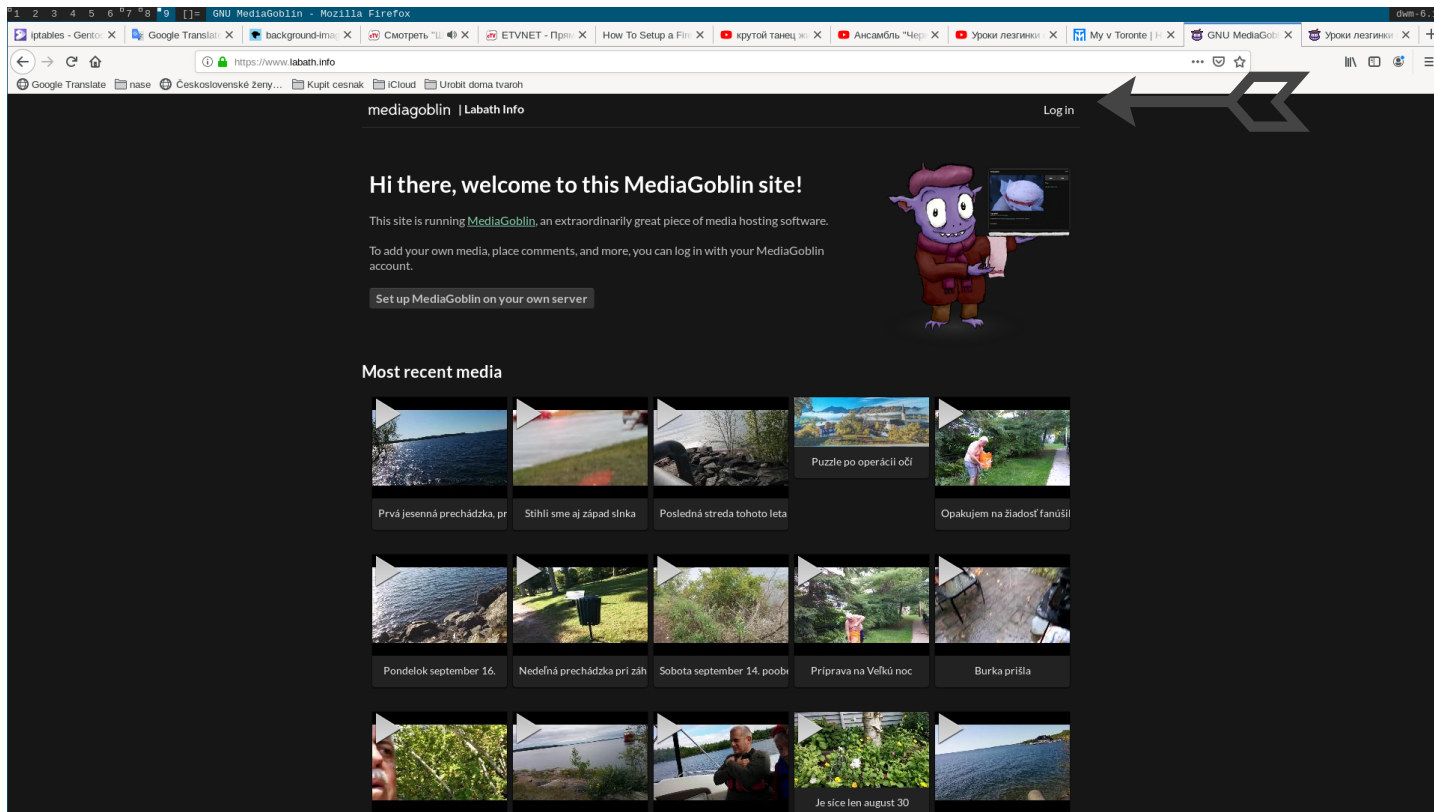 1 2 3 4 5 6 7 8 9 []= GNU MediaGoblin - Mozilla Firefox dwm-6.
iptables - Gento Google Translat background-imag Смотреть "Ц ETVNET - Пря How To Setup a Fir крутой танец ж Ансамбль "Чер Уроки лезгинки My v Toronte | H GNU MediaGobl Уроки лезгинки
https://www.labath.info
Google Translate nase Československé ženy… Kupit cesnak iCloud Urobit doma tvaroh
mediagoblin | Labath Info Log in
Hi there, welcome to this MediaGoblin site!
This site is running MediaGoblin, an extraordinarily great piece of media hosting software.
To add your own media, place comments, and more, you can log in with your MediaGoblin
account.
Set up MediaGoblin on your own server
Most recent media
Puzzle po operácii očí
Prvá jesenná prechádzka, pr Stihli sme aj západ slnka Posledná streda tohoto leta Opakujem na žiadosť fanúšil
Pondelok september 16. Nedeľná prechádzka pri záh Sobota september 14. poobe Príprava na Veľkú noc Burka prišla
Je síce len august 30